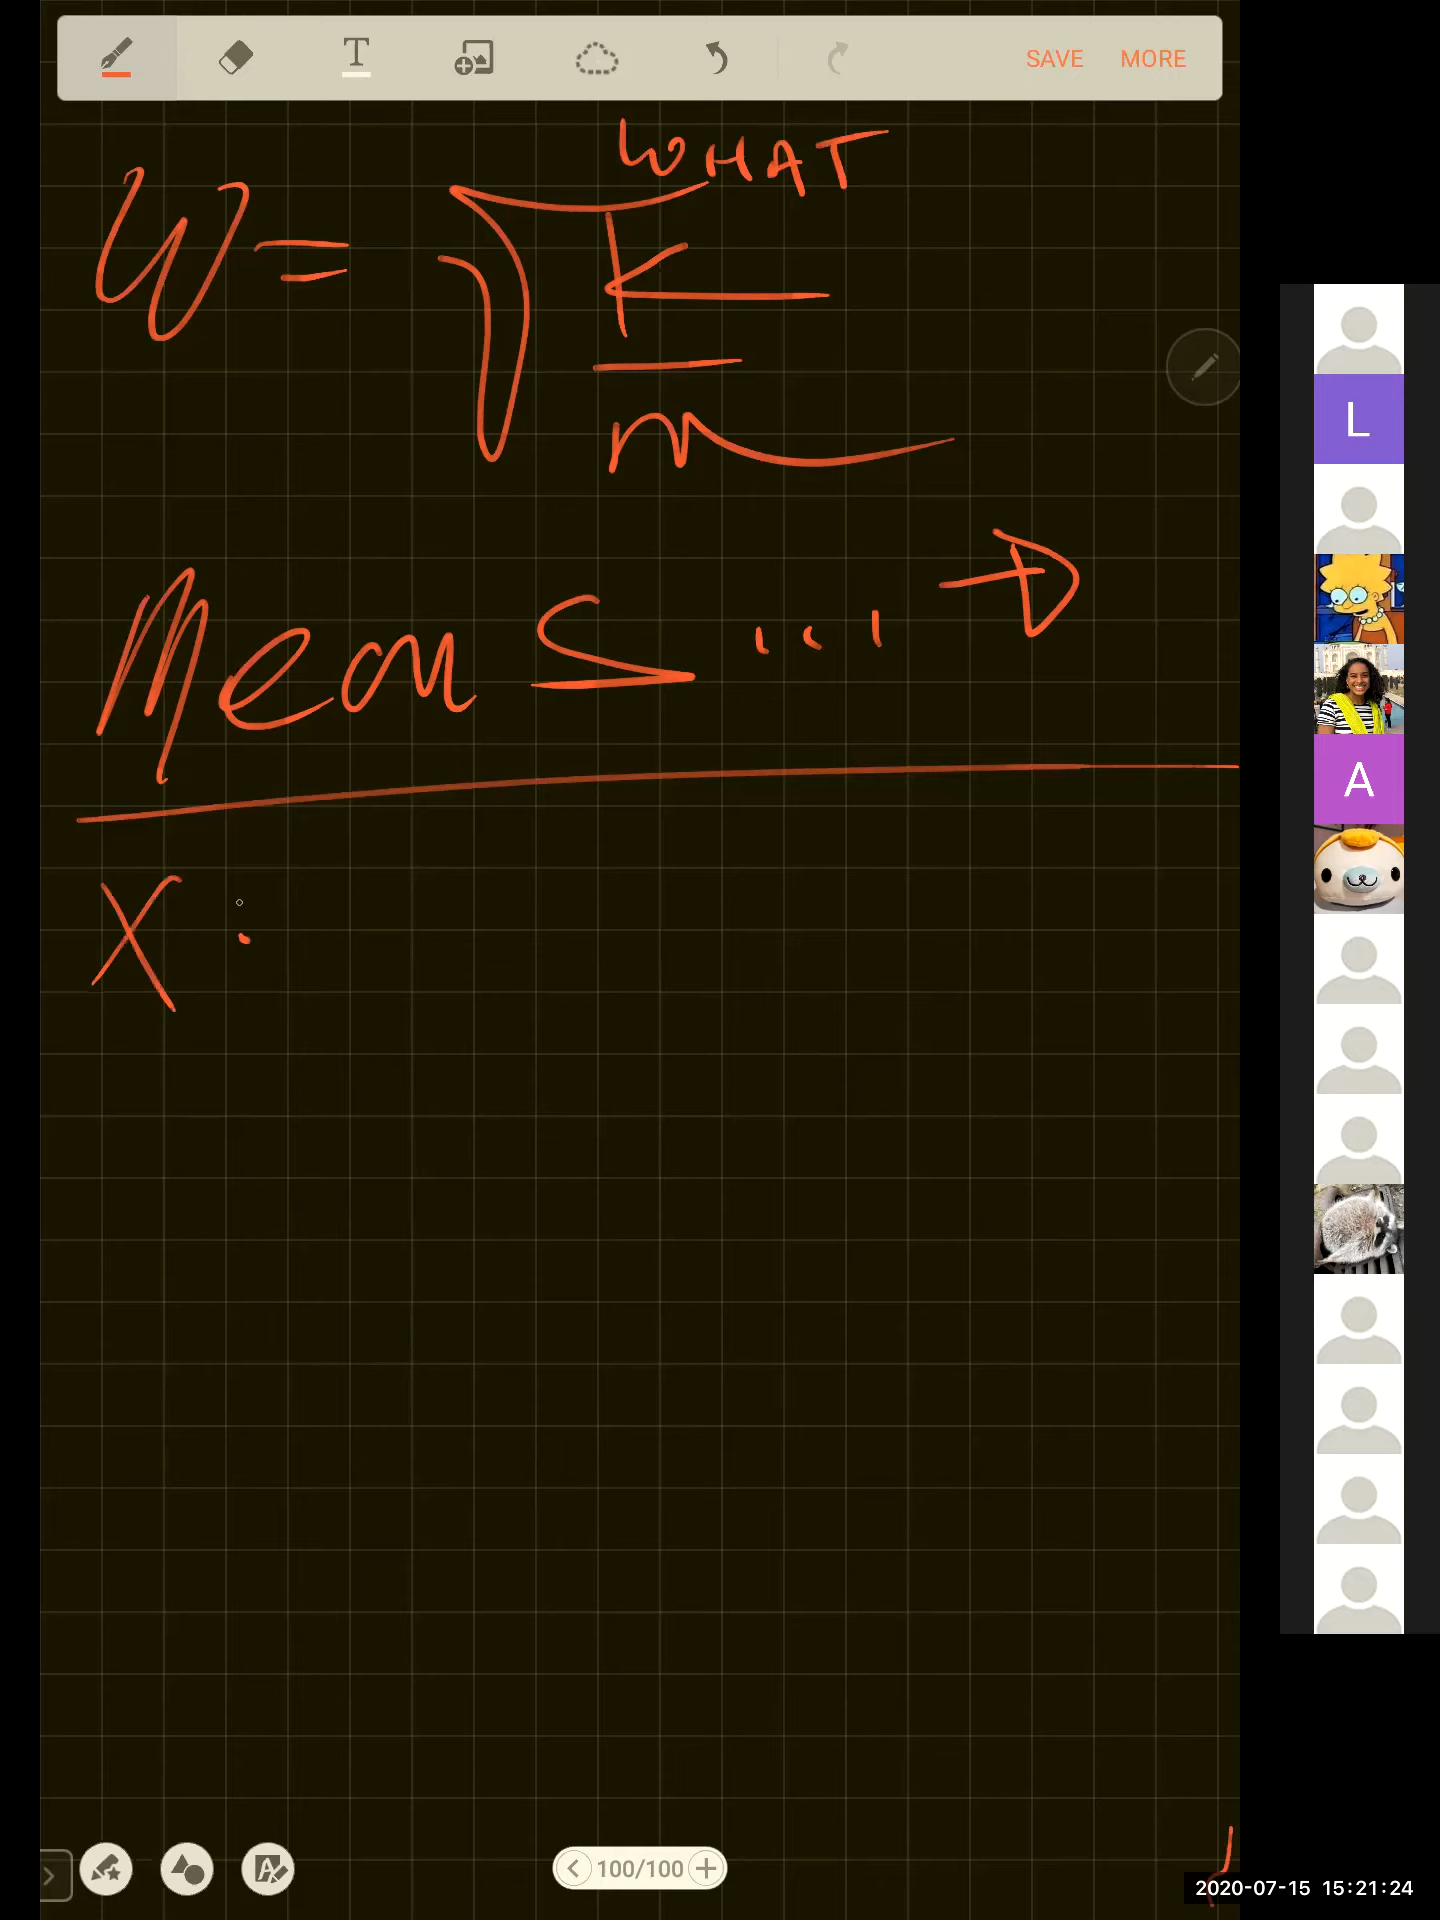 T SAVE MORE
WHAT
W = √ k
m
L
Means ... →
A
X :
100/100
2020-07-15 15:21:24